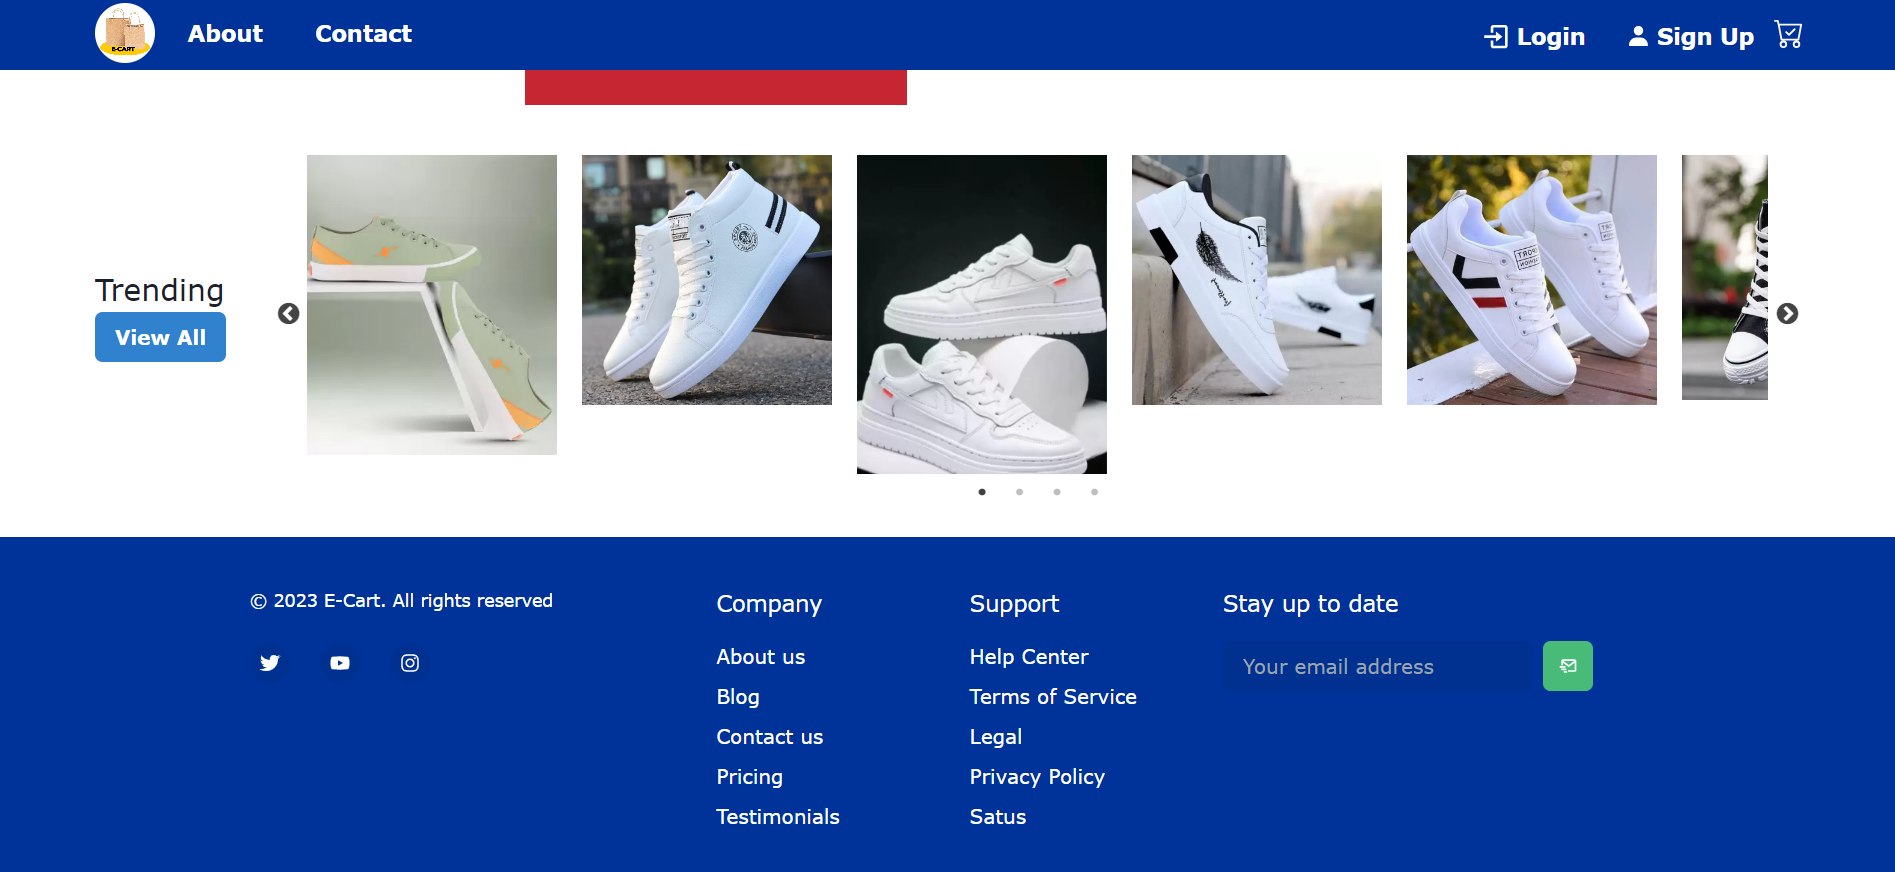 E-CART
About
Contact
Login
Sign Up
Trending
View All
© 2023 E-Cart. All rights reserved
Company
About us
Blog
Contact us
Pricing
Testimonials
Support
Help Center
Terms of Service
Legal
Privacy Policy
Satus
Stay up to date
Your email address